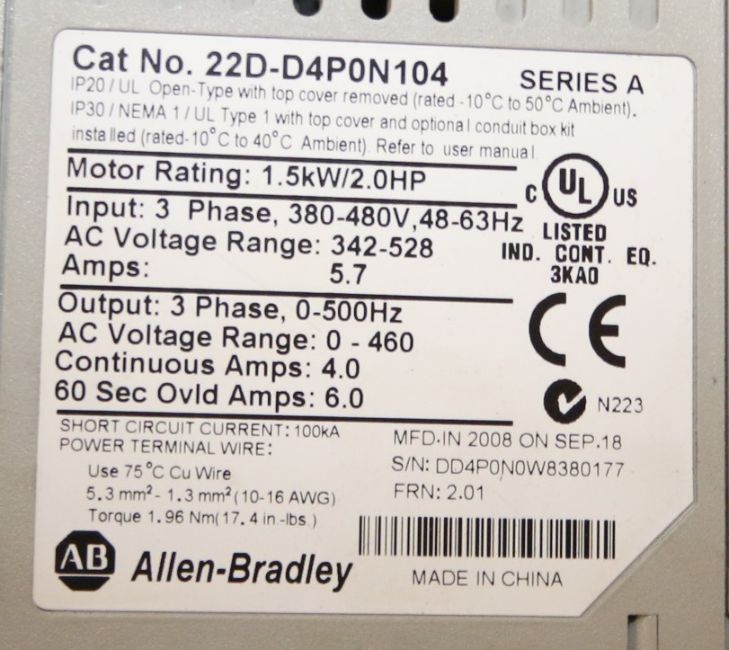 Cat No. 22D-D4P0N104 SERIES A
IP20 / UL Open-Type with top cover removed (rated -10°C to 50°C Ambient).
IP30 / NEMA 1 / UL Type 1 with top cover and optional conduit box kit
installed (rated-10°C to 40°C Ambient). Refer to user manual.
Motor Rating: 1.5kW/2.0HP
Input: 3 Phase, 380-480V,48-63Hz
AC Voltage Range: 342-528
Amps: 5.7
C UL US
LISTED
IND. CONT. EQ.
3KA0
Output: 3 Phase, 0-500Hz
AC Voltage Range: 0 - 460
Continuous Amps: 4.0
60 Sec Ovld Amps: 6.0
CE
N223
SHORT CIRCUIT CURRENT: 100kA
POWER TERMINAL WIRE:
Use 75°C Cu Wire
5.3 mm² - 1.3 mm² (10-16 AWG)
Torque 1.96 Nm(17.4 in.-lbs.)
MFD.IN 2008 ON SEP.18
S/N: DD4P0N0W8380177
FRN: 2.01
AB Allen-Bradley
MADE IN CHINA